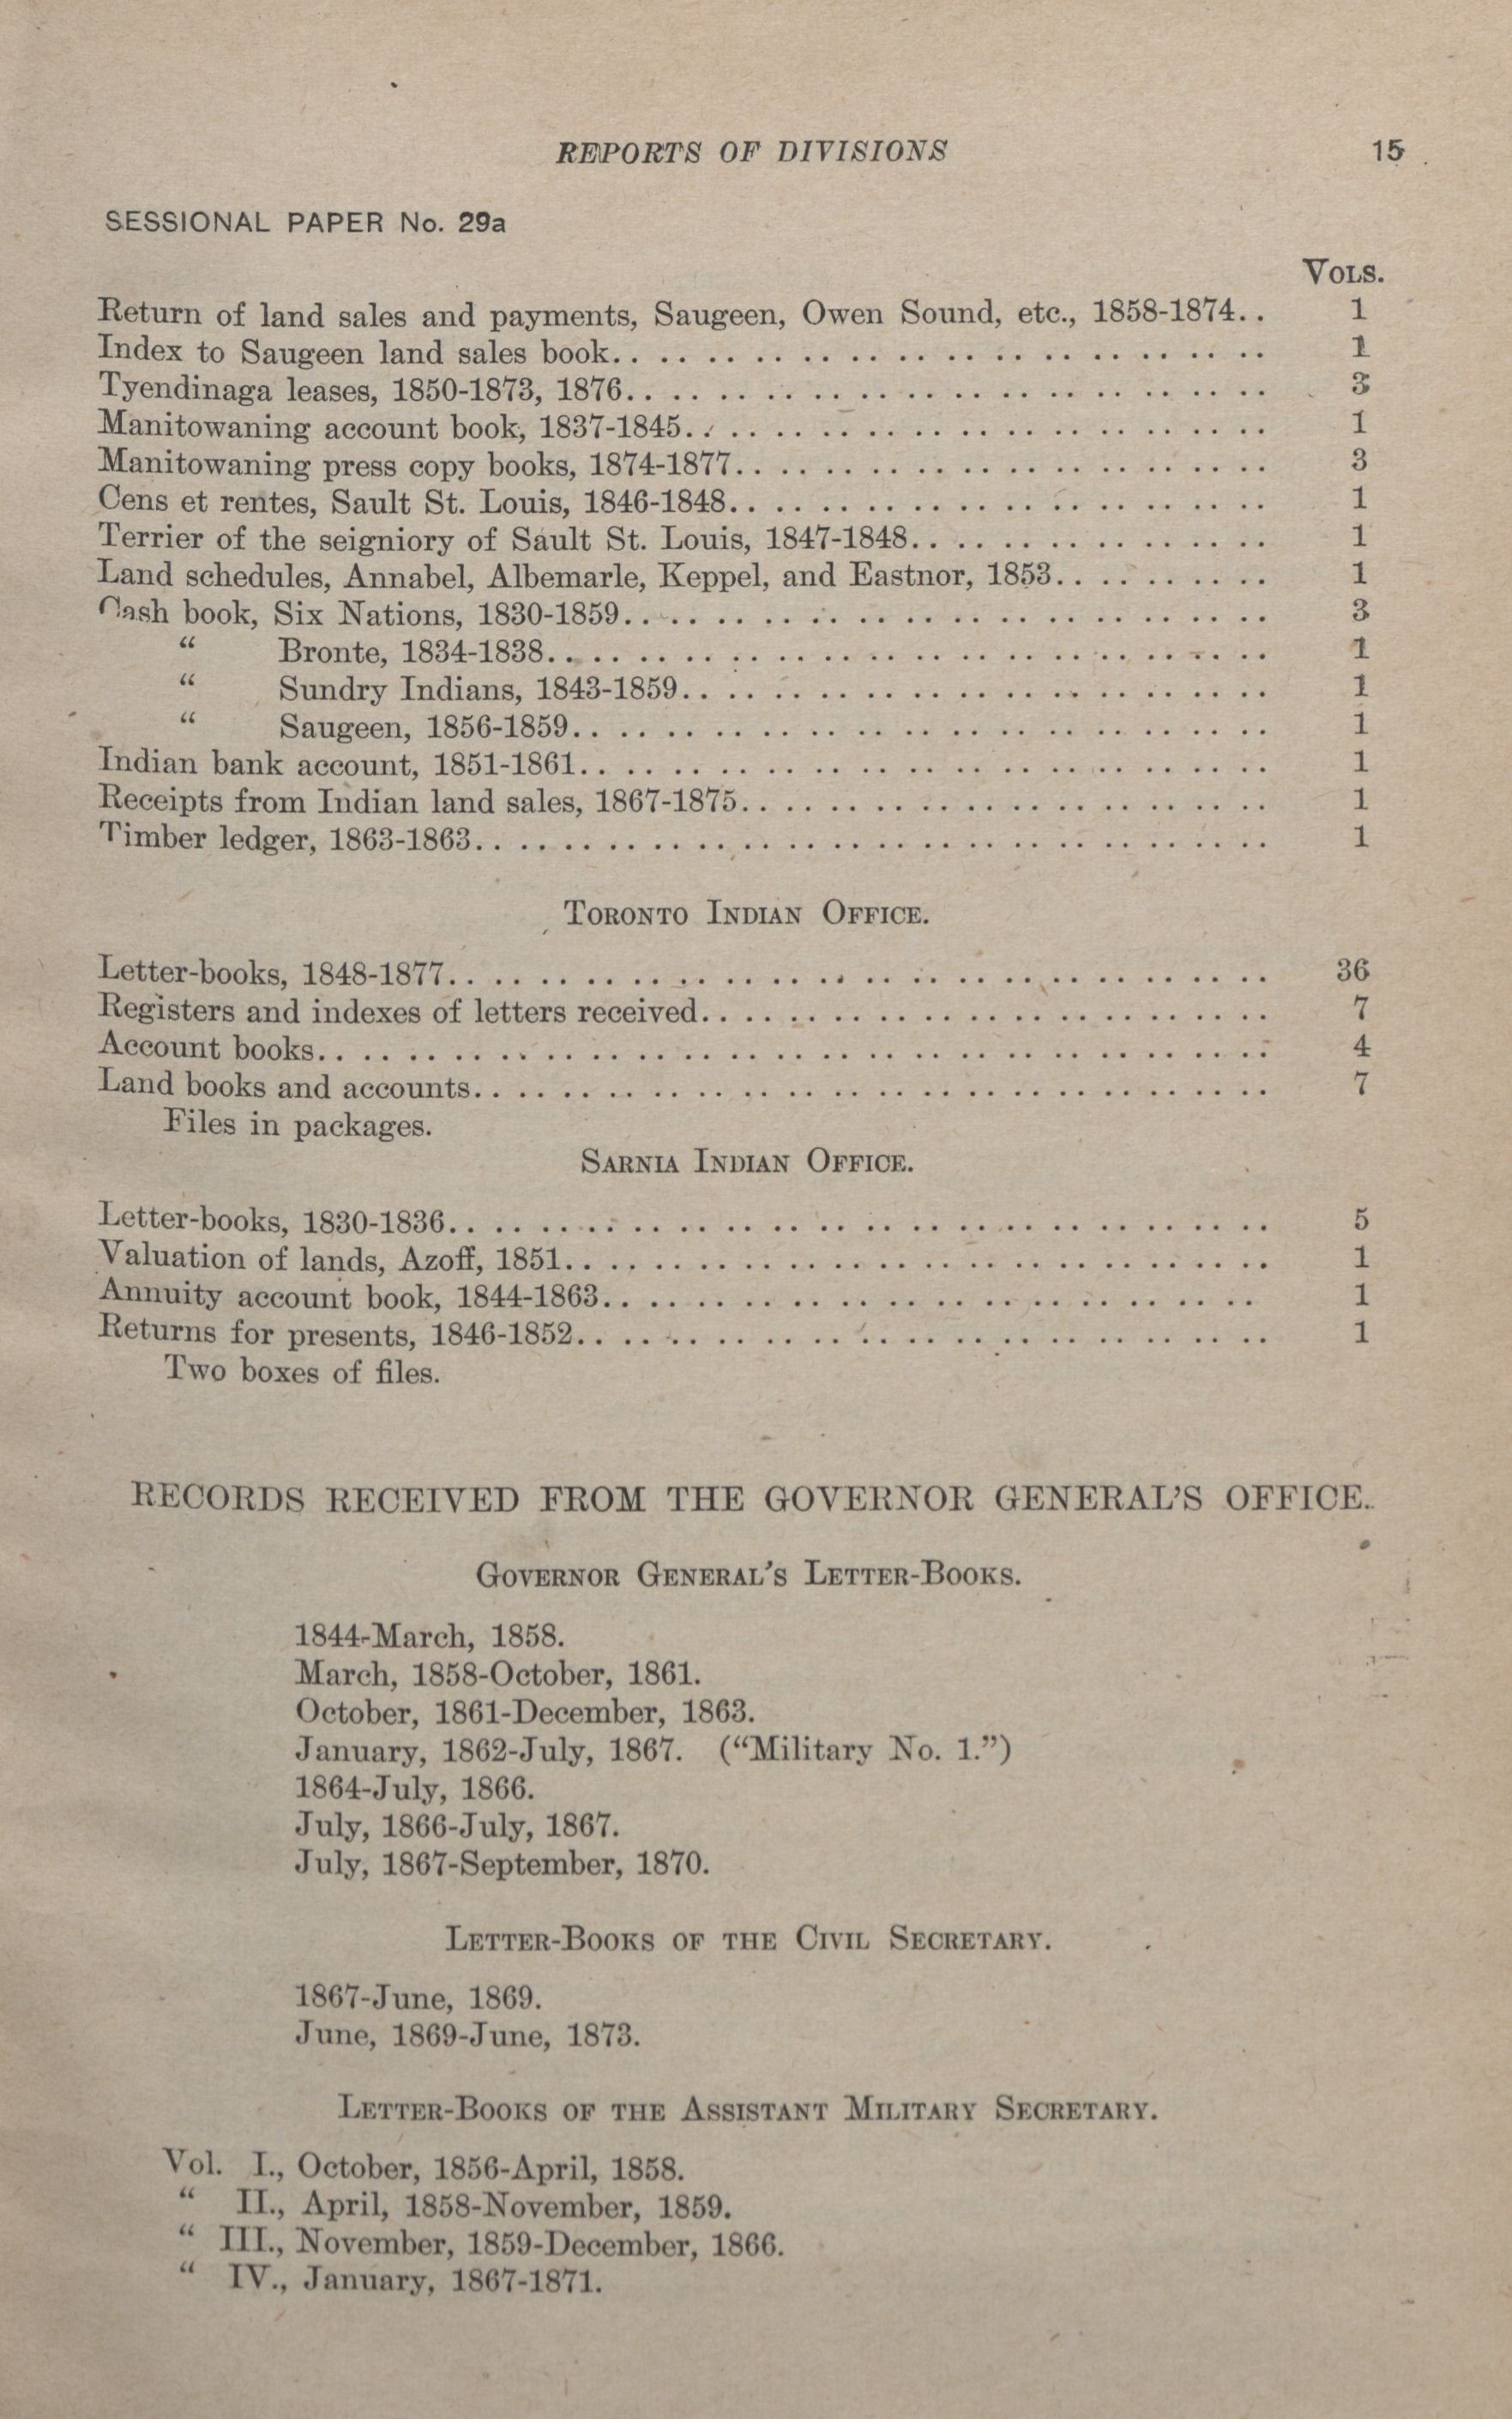 REPORTS OF DIVISIONS 15
SESSIONAL PAPER No. 29a
VOLS.
Return of land sales and payments, Saugeen, Owen Sound, etc., 1858-1874.. 1
Index to Saugeen land sales book.. 1
Tyendinaga leases, 1850-1873, 1876.. 3
Manitowaning account book, 1837-1845.. 1
Manitowaning press copy books, 1874-1877.. 3
Cens et rentes, Sault St. Louis, 1846-1848.. 1
Terrier of the seigniory of Sault St. Louis, 1847-1848.. 1
Land schedules, Annabel, Albemarle, Keppel, and Eastnor, 1853.. 1
Cash book, Six Nations, 1830-1859.. 3
“ Bronte, 1834-1838.. 1
“ Sundry Indians, 1843-1859.. 1
“ Saugeen, 1856-1859.. 1
Indian bank account, 1851-1861.. 1
Receipts from Indian land sales, 1867-1875.. 1
Timber ledger, 1863-1863.. 1
TORONTO INDIAN OFFICE.
Letter-books, 1848-1877.. 36
Registers and indexes of letters received.. 7
Account books.. 4
Land books and accounts.. 7
Files in packages.
SARNIA INDIAN OFFICE.
Letter-books, 1830-1836.. 5
Valuation of lands, Azoff, 1851.. 1
Annuity account book, 1844-1863.. 1
Returns for presents, 1846-1852.. 1
Two boxes of files.
RECORDS RECEIVED FROM THE GOVERNOR GENERAL'S OFFICE.
GOVERNOR GENERAL'S LETTER-BOOKS.
1844-March, 1858.
March, 1858-October, 1861.
October, 1861-December, 1863.
January, 1862-July, 1867. (“Military No. 1.”)
1864-July, 1866.
July, 1866-July, 1867.
July, 1867-September, 1870.
LETTER-BOOKS OF THE CIVIL SECRETARY.
1867-June, 1869.
June, 1869-June, 1873.
LETTER-BOOKS OF THE ASSISTANT MILITARY SECRETARY.
Vol. I., October, 1856-April, 1858.
“ II., April, 1858-November, 1859.
“ III., November, 1859-December, 1866.
“ IV., January, 1867-1871.